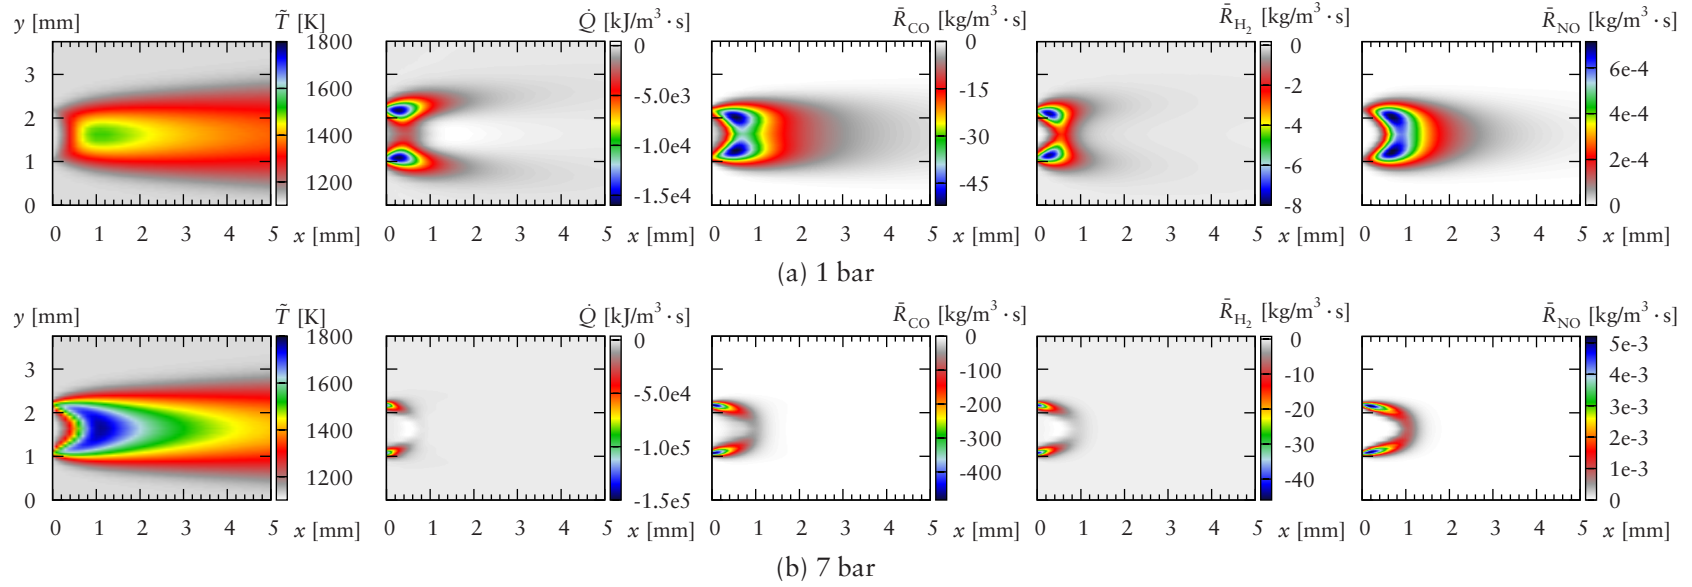 y [mm] T̃ [K] Q̇ [kJ/m³·s] R̄CO [kg/m³·s] R̄H₂ [kg/m³·s] R̄NO [kg/m³·s]
3 2 1 0
1800 1600 1400 1200
0 -5.0e3 -1.0e4 -1.5e4
0 -15 -30 -45
0 -2 -4 -6 -8
6e-4 4e-4 2e-4 0
0 1 2 3 4 5 x [mm] 0 1 2 3 4 5 x [mm] 0 1 2 3 4 5 x [mm] 0 1 2 3 4 5 x [mm] 0 1 2 3 4 5 x [mm]
(a) 1 bar
y [mm] T̃ [K] Q̇ [kJ/m³·s] R̄CO [kg/m³·s] R̄H₂ [kg/m³·s] R̄NO [kg/m³·s]
3 2 1 0
1800 1600 1400 1200
0 -5.0e4 -1.0e5 -1.5e5
0 -100 -200 -300 -400
0 -10 -20 -30 -40
5e-3 4e-3 3e-3 2e-3 1e-3 0
0 1 2 3 4 5 x [mm] 0 1 2 3 4 5 x [mm] 0 1 2 3 4 5 x [mm] 0 1 2 3 4 5 x [mm] 0 1 2 3 4 5 x [mm]
(b) 7 bar